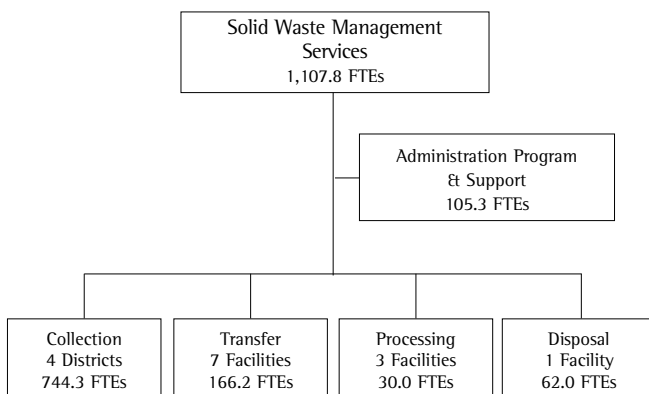 Solid Waste Management
Services
1,107.8 FTEs
Administration Program
& Support
105.3 FTEs
Collection
4 Districts
744.3 FTEs
Transfer
7 Facilities
166.2 FTEs
Processing
3 Facilities
30.0 FTEs
Disposal
1 Facility
62.0 FTEs